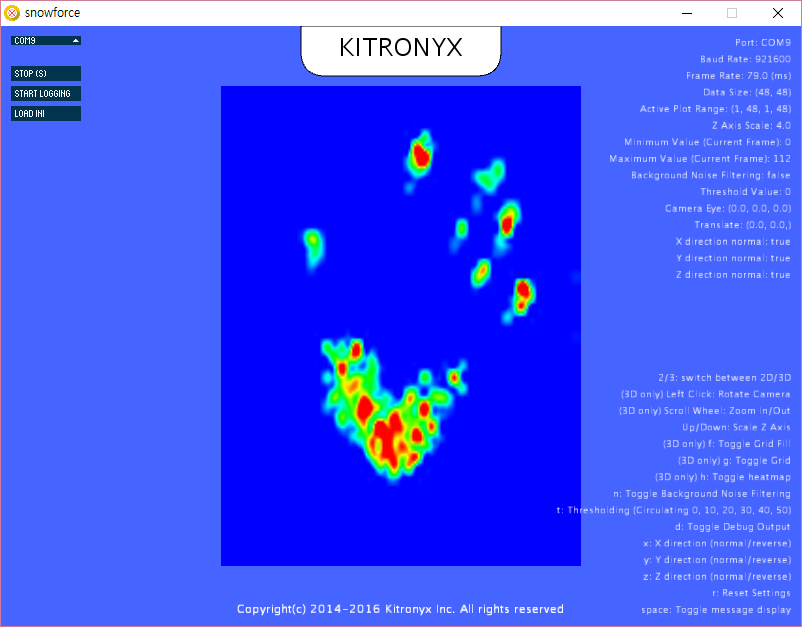 snowforce
KITRONYX
COM9
STOP (S)
START LOGGING
LOAD INI
Port: COM9
Baud Rate: 921600
Frame Rate: 79.0 (ms)
Data Size: (48, 48)
Active Plot Range: (1, 48, 1, 48)
Z Axis Scale: 4.0
Minimum Value (Current Frame): 0
Maximum Value (Current Frame): 112
Background Noise Filtering: false
Threshold Value: 0
Camera Eye: (0.0, 0.0, 0.0)
Translate: (0.0, 0.0,)
X direction normal: true
Y direction normal: true
Z direction normal: true
2/3: switch between 2D/3D
(3D only) Left Click: Rotate Camera
(3D only) Scroll Wheel: Zoom In/Out
Up/Down: Scale Z Axis
(3D only) f: Toggle Grid Fill
(3D only) g: Toggle Grid
(3D only) h: Toggle heatmap
n: Toggle Background Noise Filtering
t: Thresholding (Circulating 0, 10, 20, 30, 40, 50)
d: Toggle Debug Output
x: X direction (normal/reverse)
y: Y direction (normal/reverse)
z: Z direction (normal/reverse)
r: Reset Settings
space: Toggle message display
Copyright(c) 2014-2016 Kitronyx Inc. All rights reserved